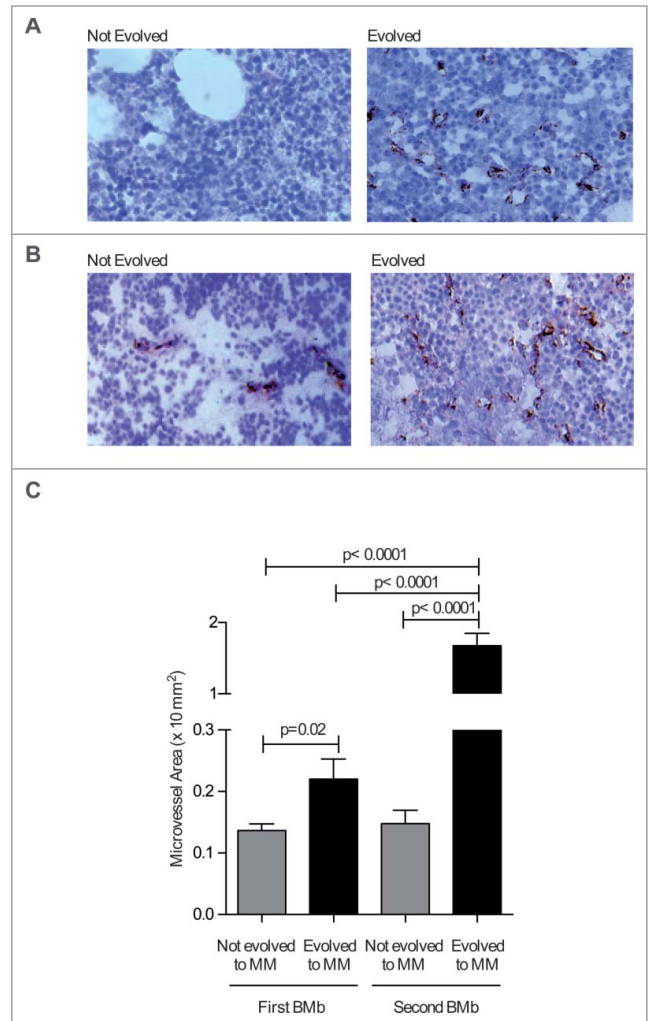 A
Not Evolved
Evolved
B
Not Evolved
Evolved
C
p< 0.0001
p< 0.0001
p< 0.0001
p=0.02
Microvessel Area (x 10 mm²)
2
1
0.3
0.2
0.1
0.0
Not evolved to MM
Evolved to MM
Not evolved to MM
Evolved to MM
First BMb
Second BMb